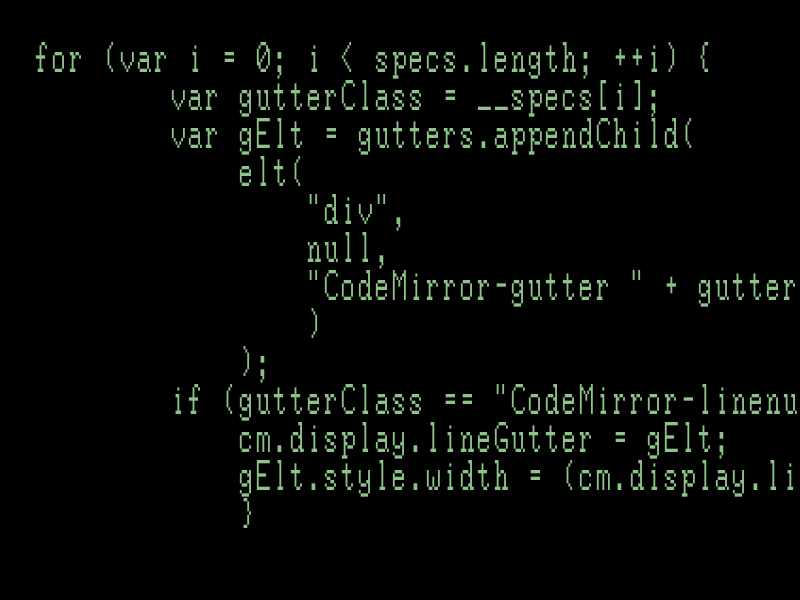 for (var i = 0; i < specs.length; ++i) {
var gutterClass = __specs[i];
var gElt = gutters.appendChild(
elt(
"div",
null,
"CodeMirror-gutter " + gutter
)
);
if (gutterClass == "CodeMirror-linenu
cm.display.lineGutter = gElt;
gElt.style.width = (cm.display.li
}